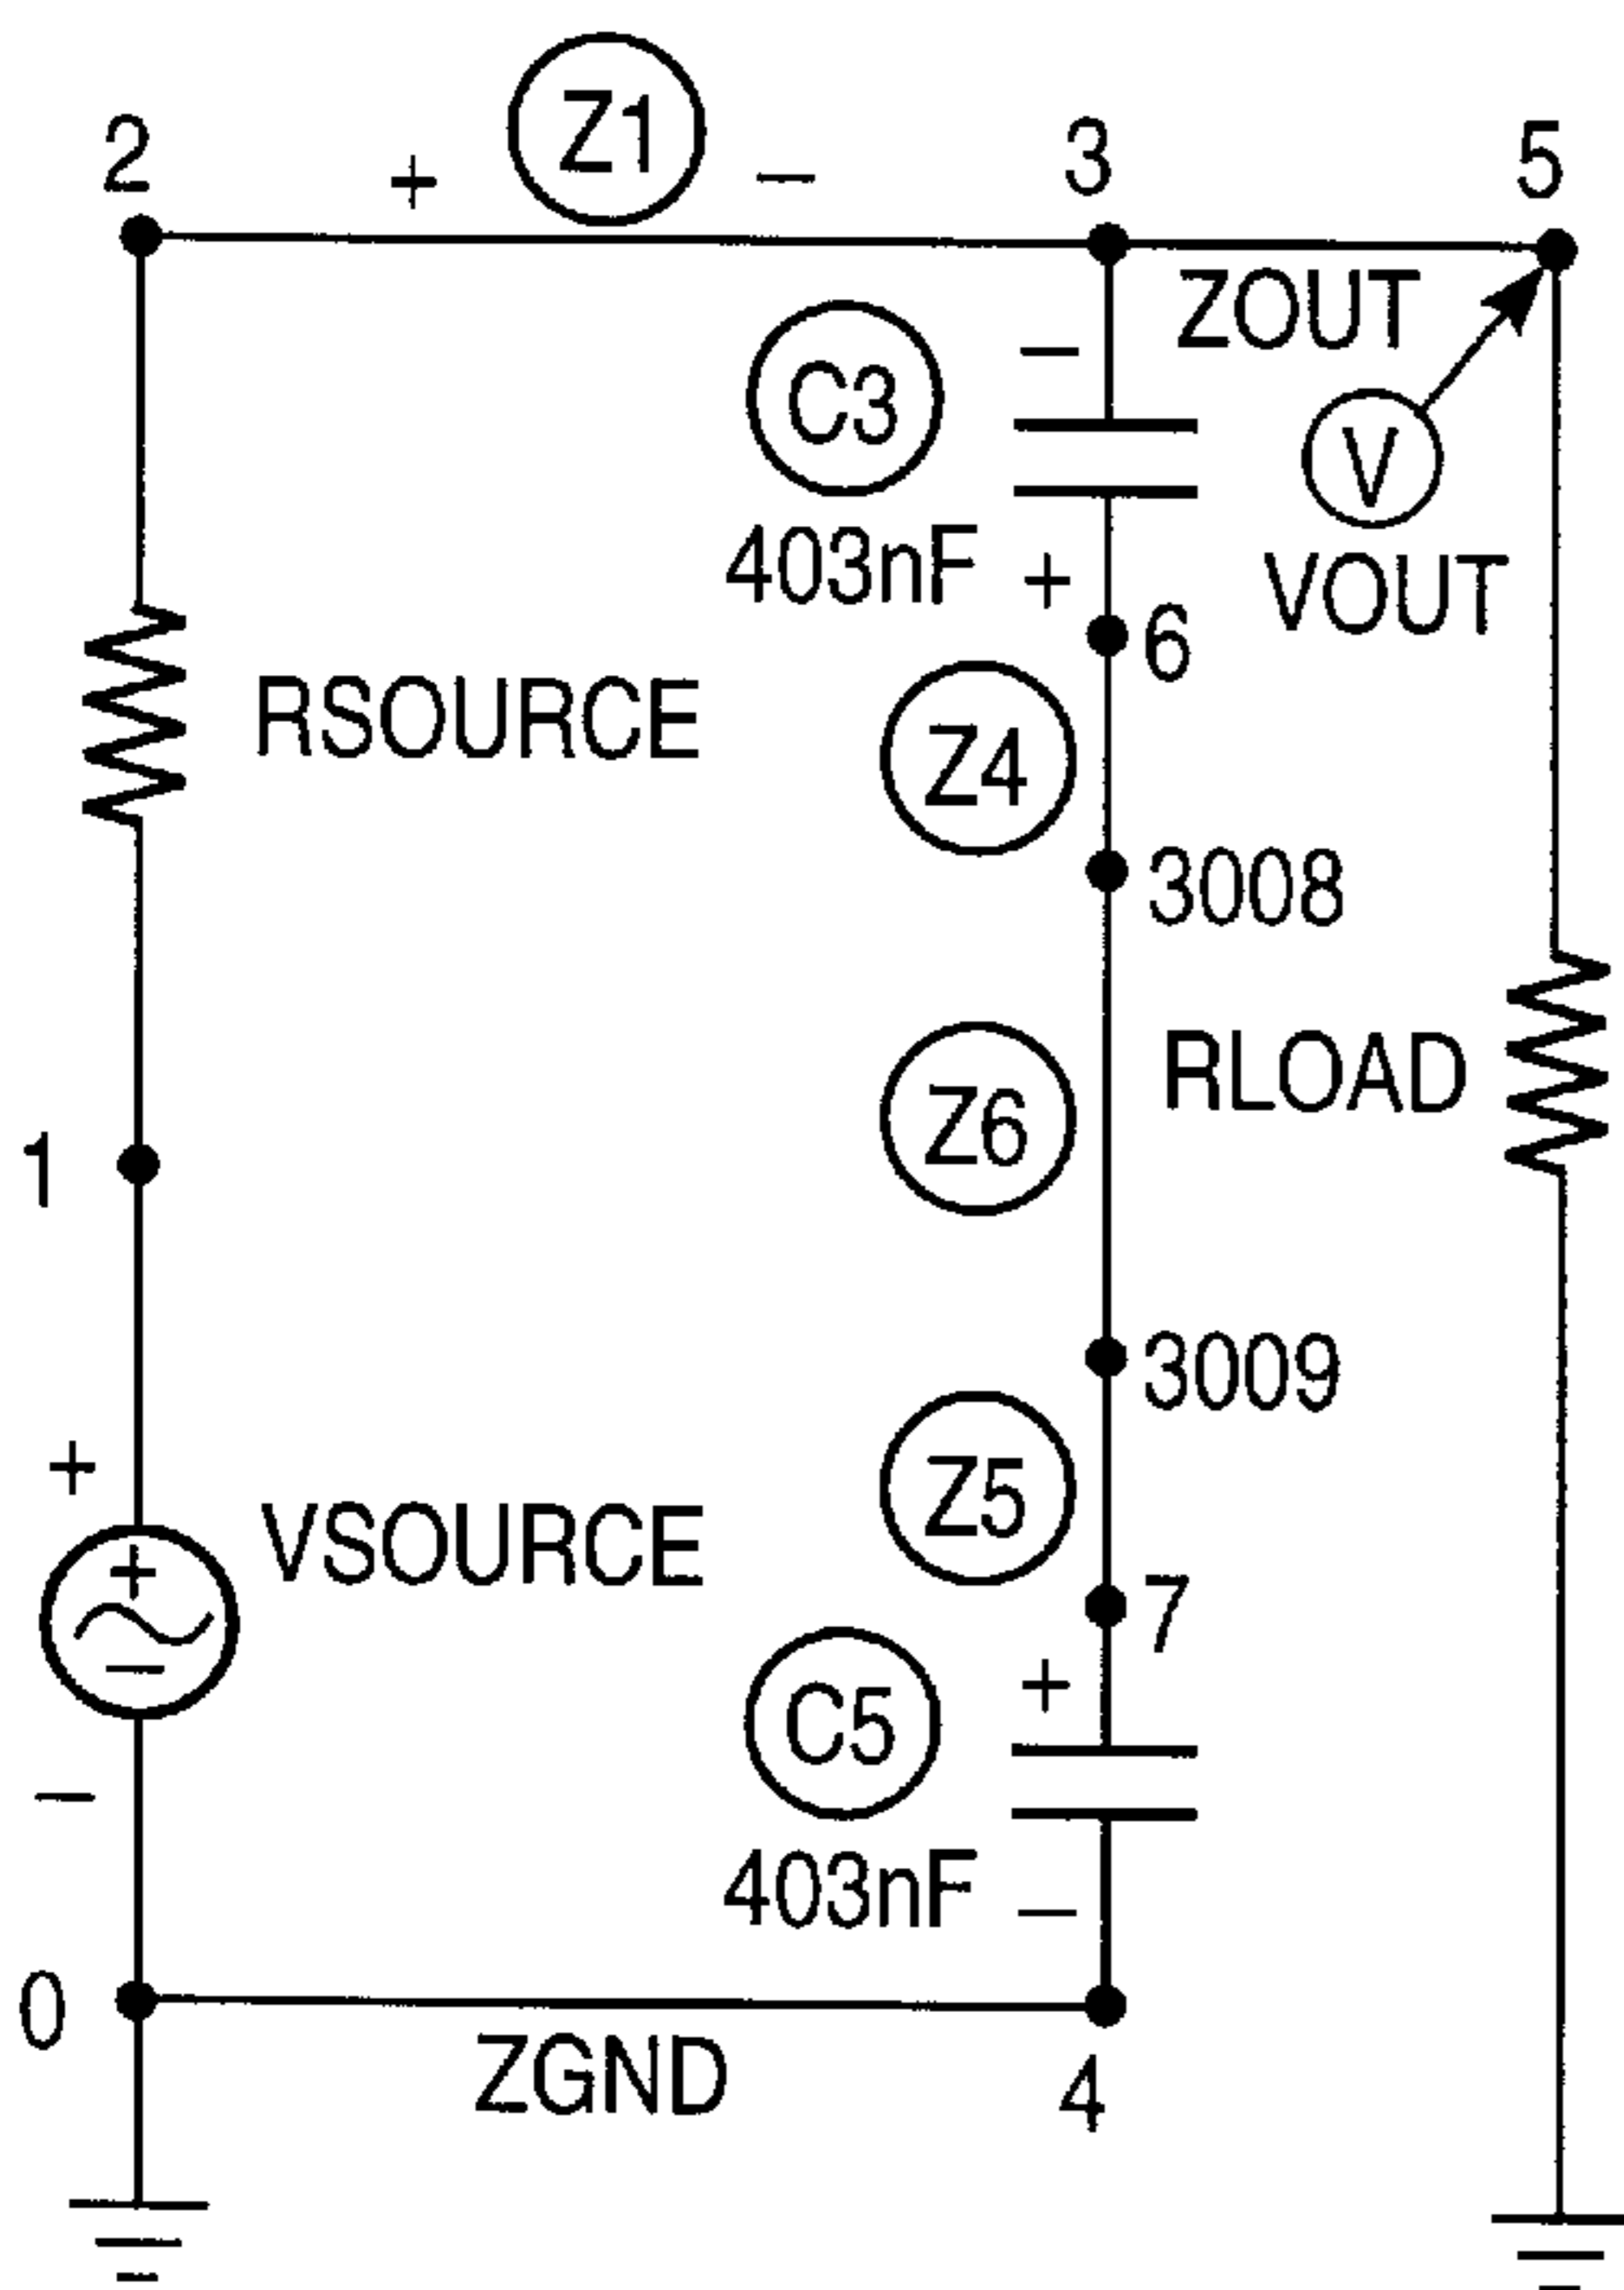 Z1
2 + − 3 5
ZOUT
C3 −
V
403nF + VOUT
6
RSOURCE
Z4
3008
RLOAD
Z6
1
3009
+ Z5
VSOURCE
+
−
7
C5 +
−
403nF −
0
ZGND
4